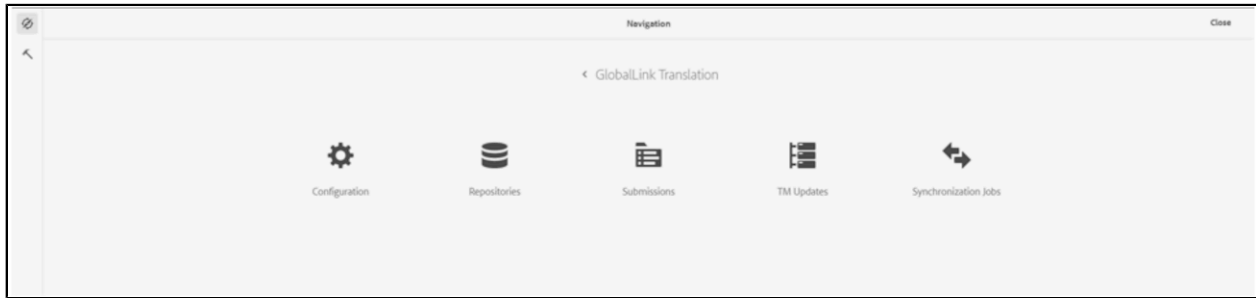 Navigation
Close
< GlobalLink Translation
Configuration
Repositories
Submissions
TM Updates
Synchronization Jobs